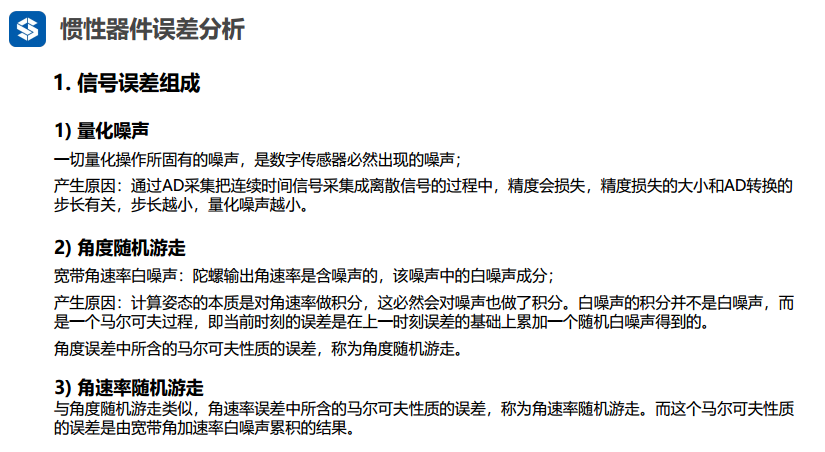 惯性器件误差分析
1. 信号误差组成
1) 量化噪声
一切量化操作所固有的噪声，是数字传感器必然出现的噪声；
产生原因：通过AD采集把连续时间信号采集成离散信号的过程中，精度会损失，精度损失的大小和AD转换的
步长有关，步长越小，量化噪声越小。
2) 角度随机游走
宽带角速率白噪声：陀螺输出角速率是含噪声的，该噪声中的白噪声成分；
产生原因：计算姿态的本质是对角速率做积分，这必然会对噪声也做了积分。白噪声的积分并不是白噪声，而
是一个马尔可夫过程，即当前时刻的误差是在上一时刻误差的基础上累加一个随机白噪声得到的。
角度误差中所含的马尔可夫性质的误差，称为角度随机游走。
3) 角速率随机游走
与角度随机游走类似，角速率误差中所含的马尔可夫性质的误差，称为角速率随机游走。而这个马尔可夫性质
的误差是由宽带角加速率白噪声累积的结果。